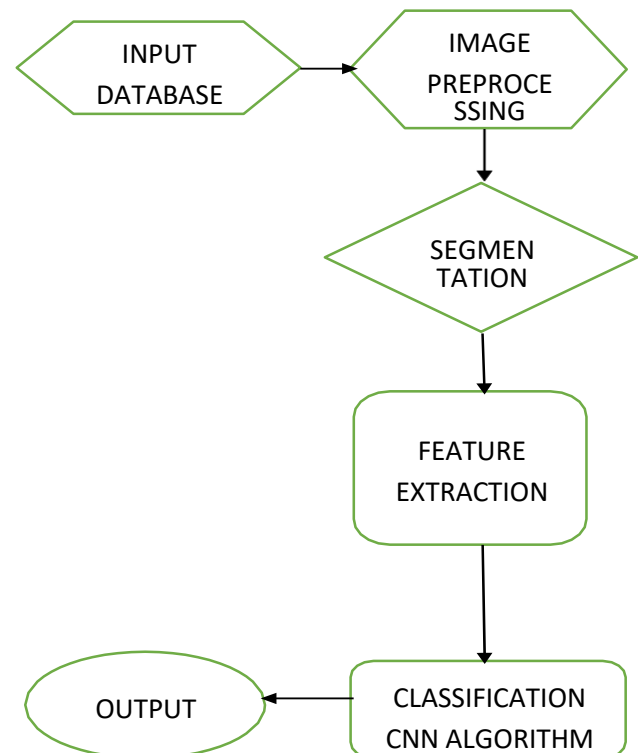 INPUT
DATABASE
IMAGE
PREPROCE
SSING
SEGMEN
TATION
FEATURE
EXTRACTION
CLASSIFICATION
CNN ALGORITHM
OUTPUT